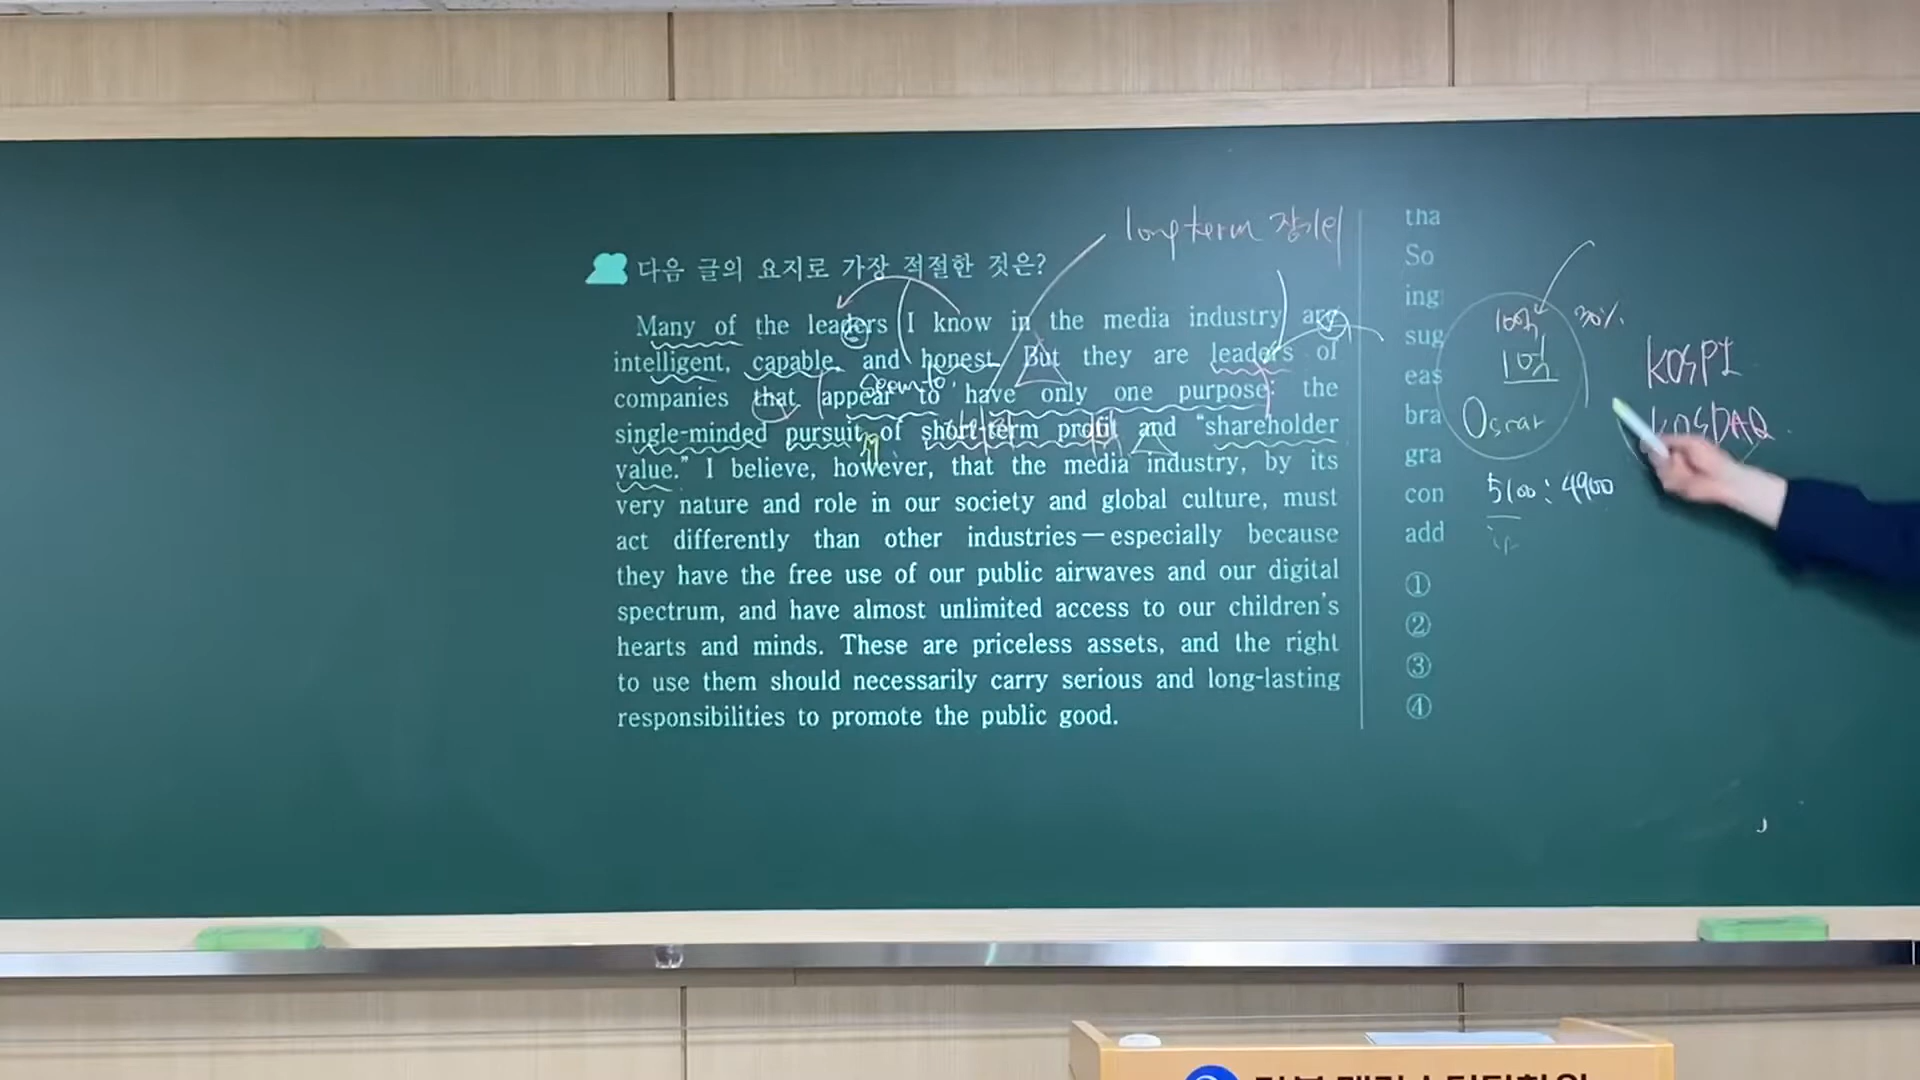 long term 장기의
다음 글의 요지로 가장 적절한 것은?
Many of the leaders I know in the media industry are
intelligent, capable, and honest. But they are leaders of
seem to.
companies that appear to have only one purpose: the
single-minded pursuit of short-term profit and “shareholder
value.” I believe, however, that the media industry, by its
very nature and role in our society and global culture, must
act differently than other industries — especially because
they have the free use of our public airwaves and our digital
spectrum, and have almost unlimited access to our children's
hearts and minds. These are priceless assets, and the right
to use them should necessarily carry serious and long-lasting
responsibilities to promote the public good.
tha
So
ing
sug
eas
bra
gra
con
add
①
②
③
④
30%
10억
Oscar
5100 : 4900
KOSPI
KOSDAQ